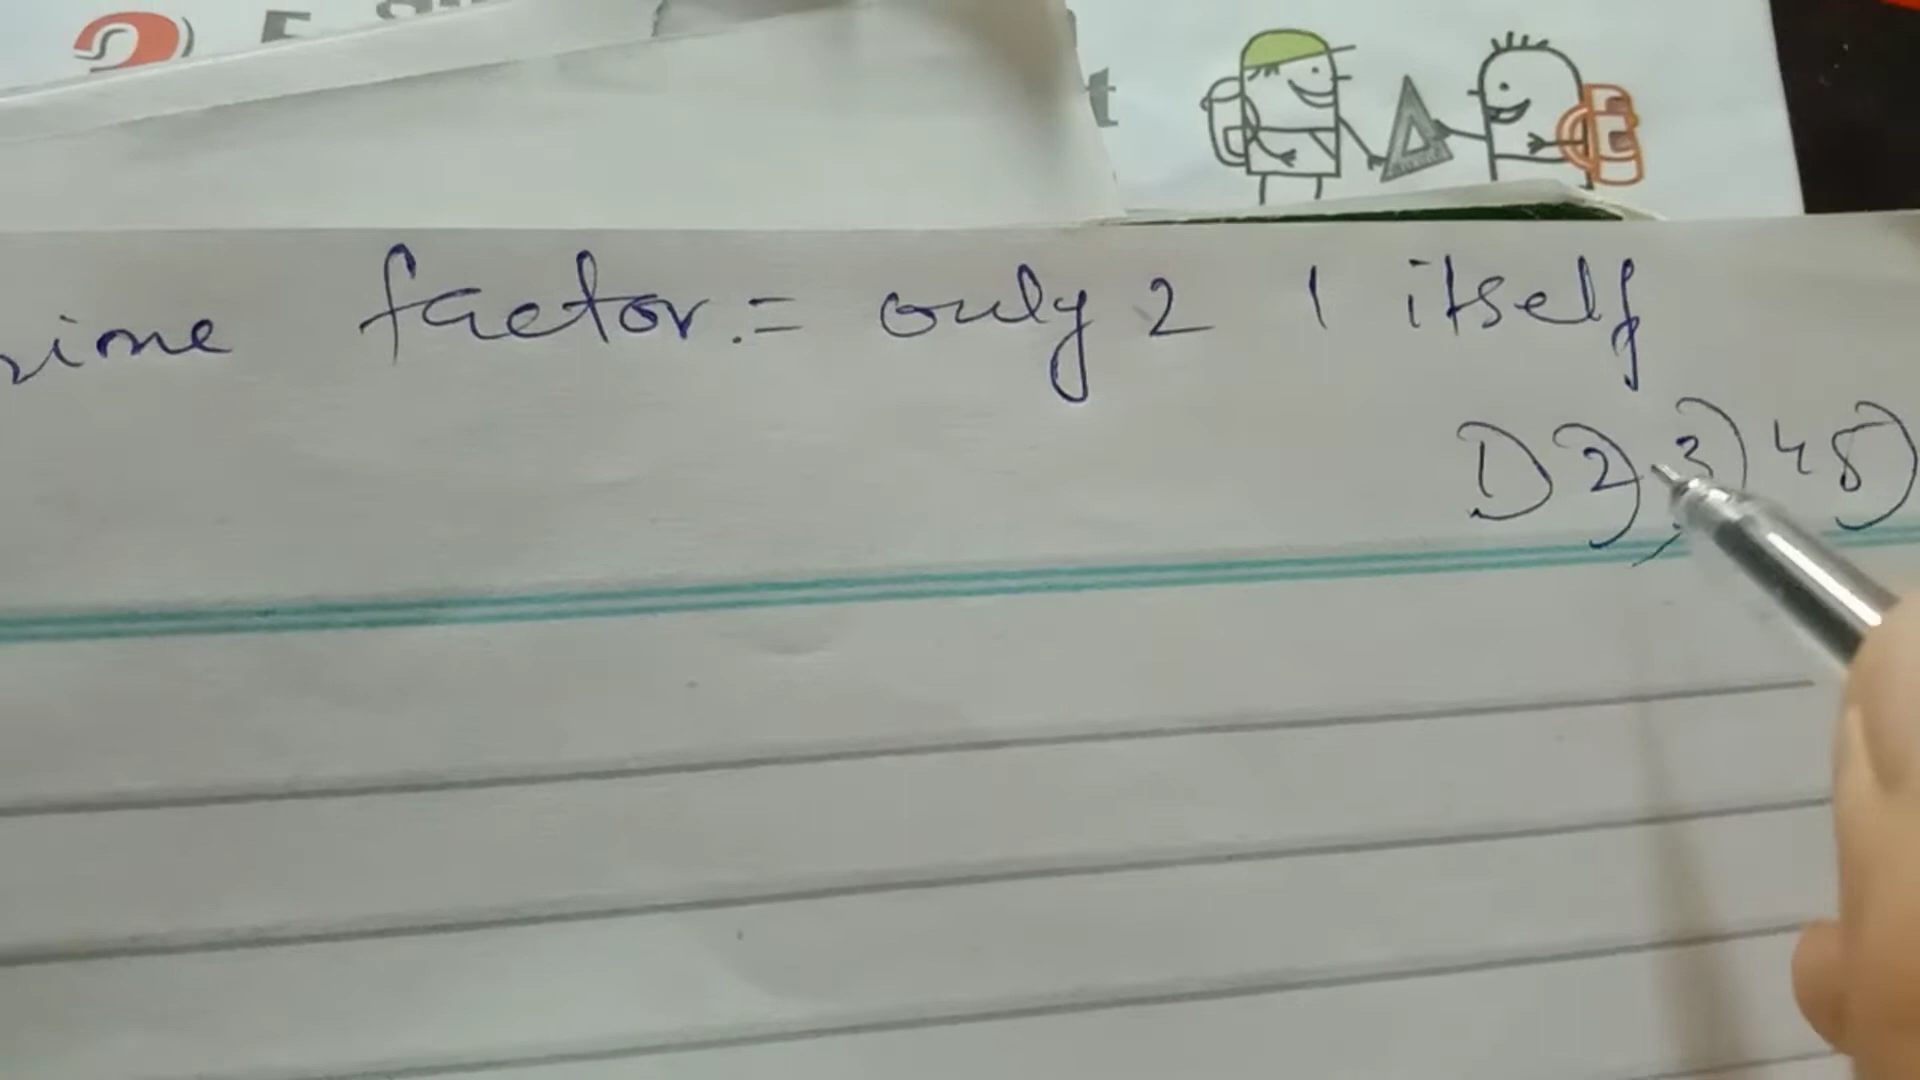 rime factor. = only 2 1 itself
1) 2), 3) 4 5)